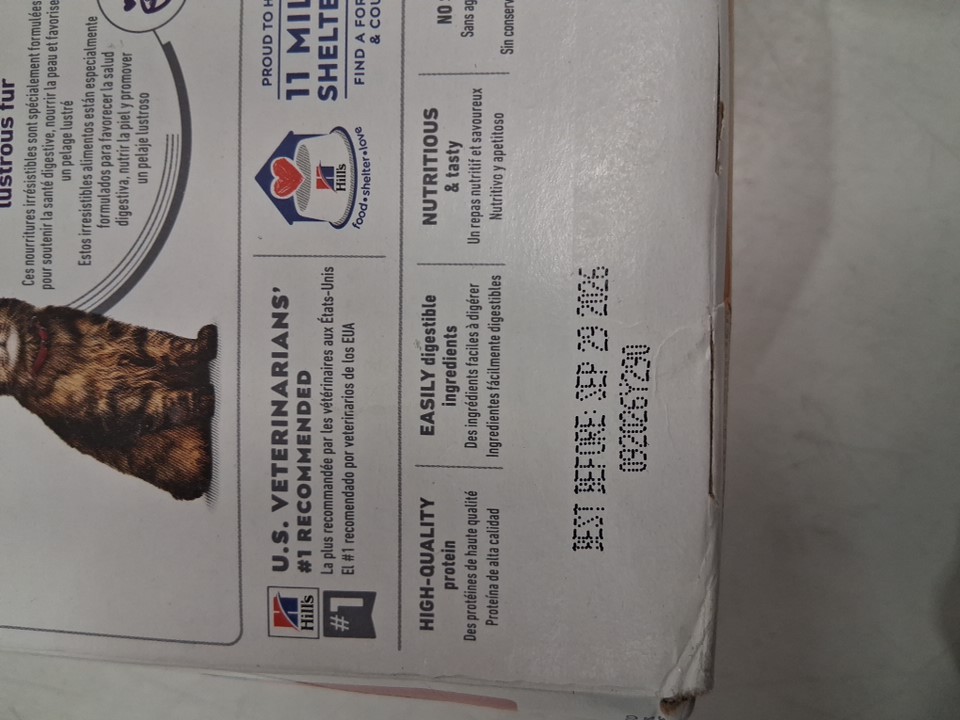 lustrous fur
Ces nourritures irrésistibles sont spécialement formulées
pour soutenir la santé digestive, nourrir la peau et favoriser
un pelage lustré
Estos irresistibles alimentos están especialmente
formulados para favorecer la salud
digestiva, nutrir la piel y promover
un pelaje lustroso
Hill's
#1
U.S. VETERINARIANS'
#1 RECOMMENDED
La plus recommandée par les vétérinaires aux États-Unis
El #1 recomendado por veterinarios de los EUA
Hill's
food•shelter•love
PROUD TO
11 MIL
SHELTE
FIND A FOR
& COU
HIGH-QUALITY
protein
Des protéines de haute qualité
Proteína de alta calidad
EASILY digestible
ingredients
Des ingrédients faciles à digérer
Ingredientes fácilmente digestibles
NUTRITIOUS
& tasty
Un repas nutritif et savoureux
Nutritivo y apetitoso
NO
Sans
Sin
BEST BEFORE: SEP 29 2026
092026Y290